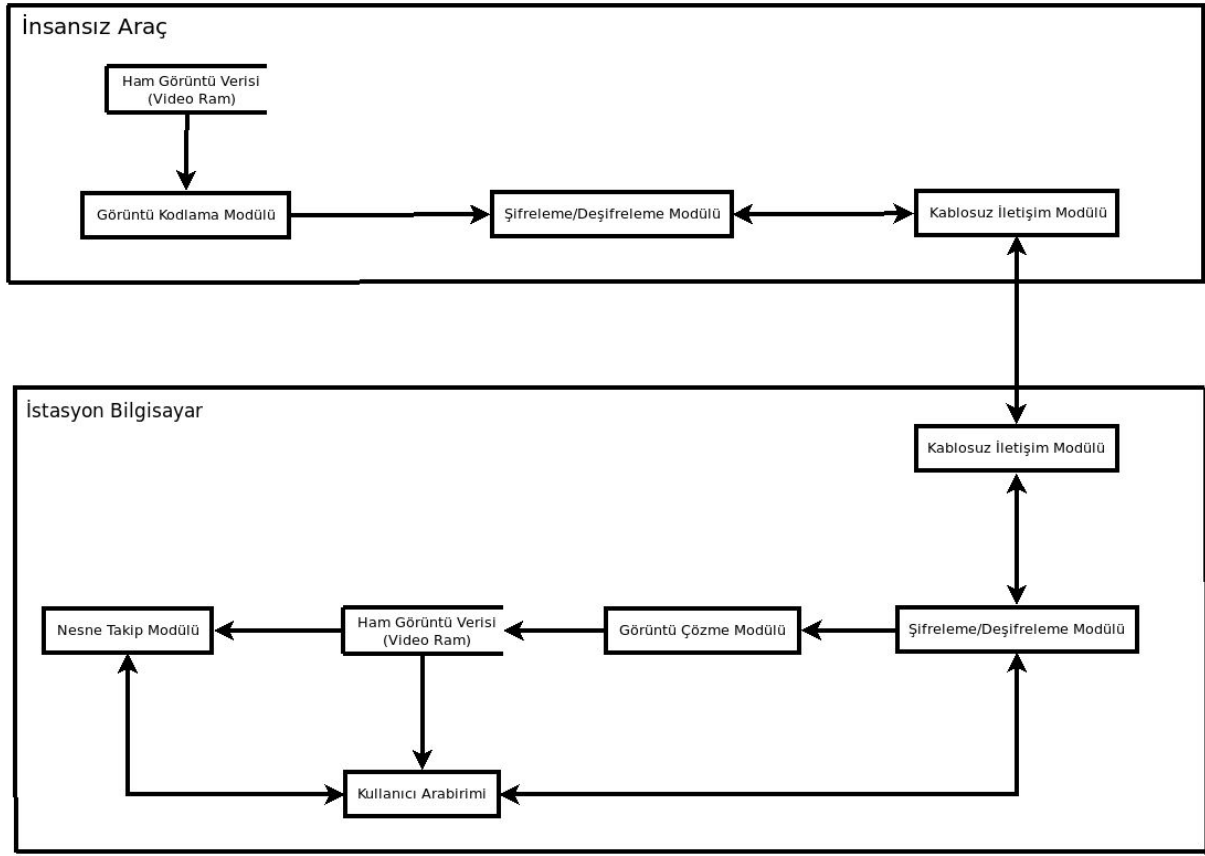 İnsansız Araç
Ham Görüntü Verisi
(Video Ram)
Görüntü Kodlama Modülü
Şifreleme/Deşifreleme Modülü
Kablosuz İletişim Modülü
İstasyon Bilgisayar
Kablosuz İletişim Modülü
Nesne Takip Modülü
Ham Görüntü Verisi
(Video Ram)
Görüntü Çözme Modülü
Şifreleme/Deşifreleme Modülü
Kullanıcı Arabirimi